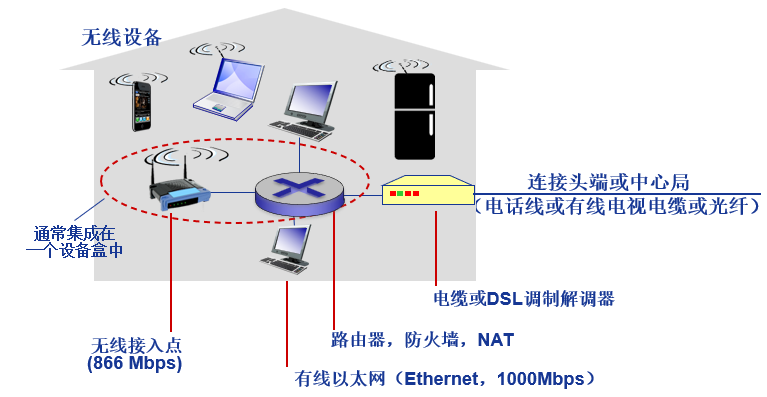 无线设备
连接头端或中心局
（电话线或有线电视电缆或光纤）
通常集成在
一个设备盒中
电缆或DSL调制解调器
无线接入点
(866 Mbps)
路由器，防火墙，NAT
有线以太网（Ethernet，1000Mbps）